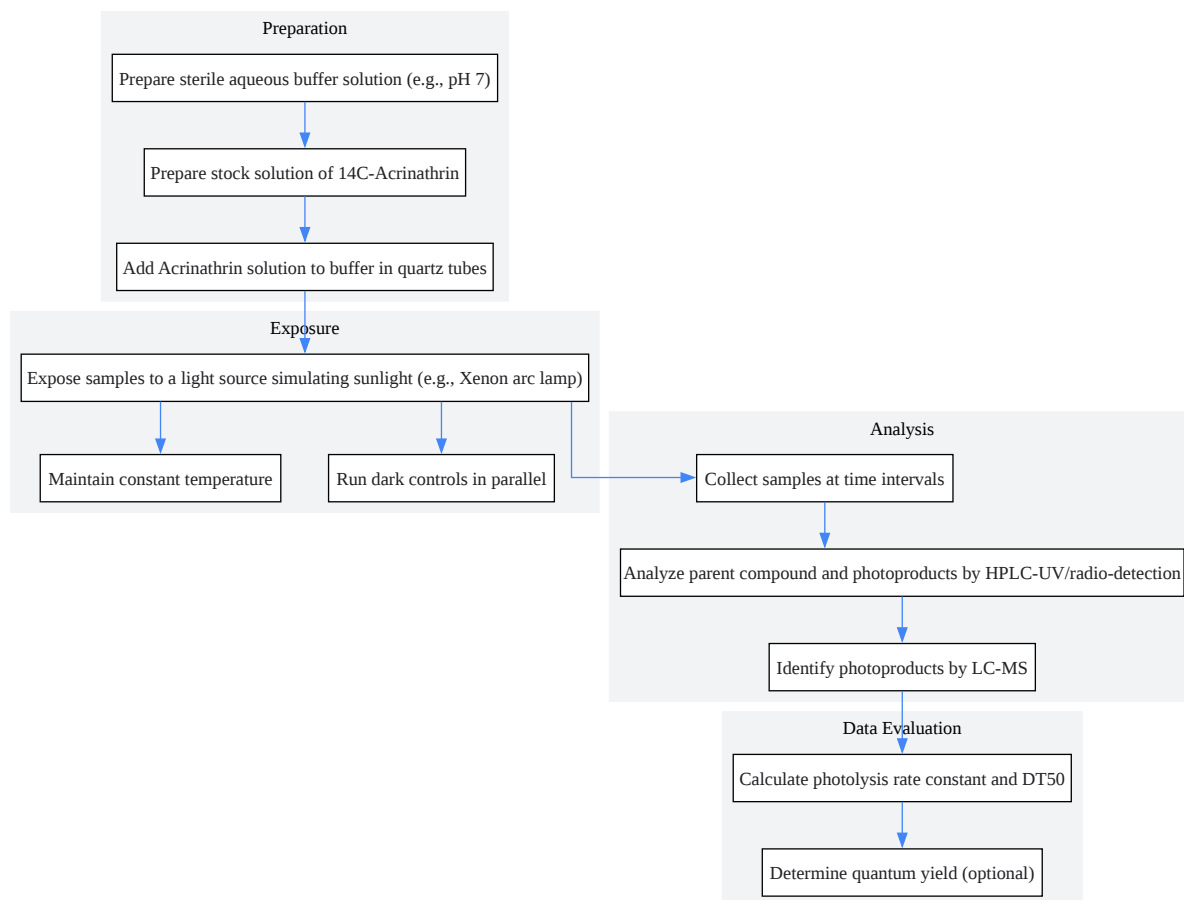 Preparation
Prepare sterile aqueous buffer solution (e.g., pH 7)
Prepare stock solution of 14C-Acrinathrin
Add Acrinathrin solution to buffer in quartz tubes
Exposure
Expose samples to a light source simulating sunlight (e.g., Xenon arc lamp)
Maintain constant temperature
Run dark controls in parallel
Analysis
Collect samples at time intervals
Analyze parent compound and photoproducts by HPLC-UV/radio-detection
Identify photoproducts by LC-MS
Data Evaluation
Calculate photolysis rate constant and DT50
Determine quantum yield (optional)